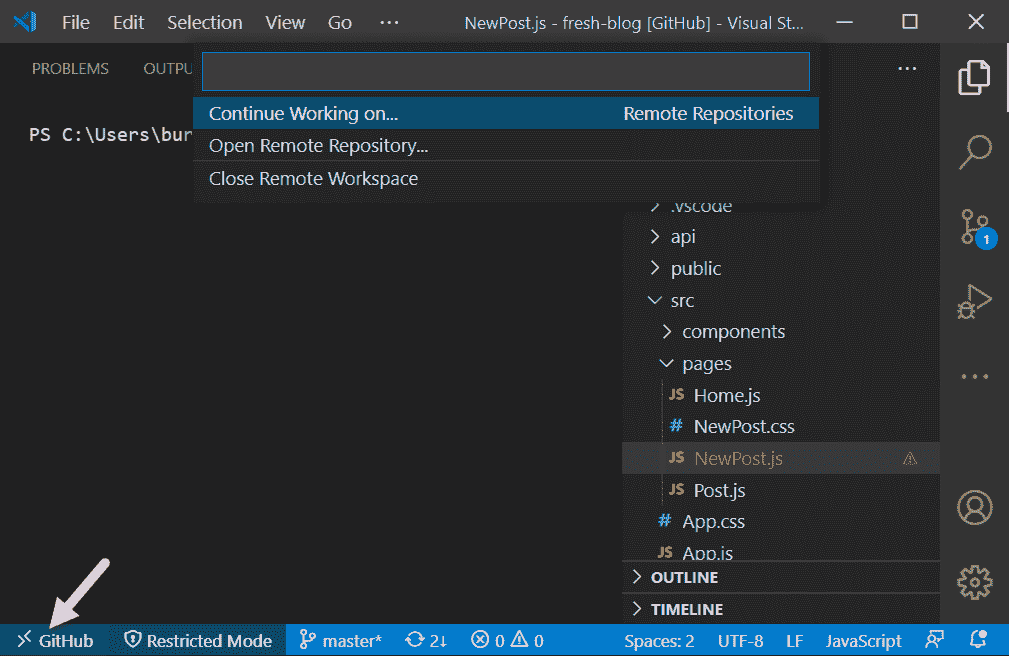 File Edit Selection View Go ··· NewPost.js - fresh-blog [GitHub] - Visual St...
PROBLEMS OUTPU
Continue Working on... Remote Repositories
Open Remote Repository...
Close Remote Workspace
PS C:\Users\bur
.vscode
api
public
src
components
pages
JS Home.js
# NewPost.css
JS NewPost.js
JS Post.js
# App.css
JS App.js
OUTLINE
TIMELINE
1
GitHub Restricted Mode master* 2↓ 0 0 Spaces: 2 UTF-8 LF JavaScript